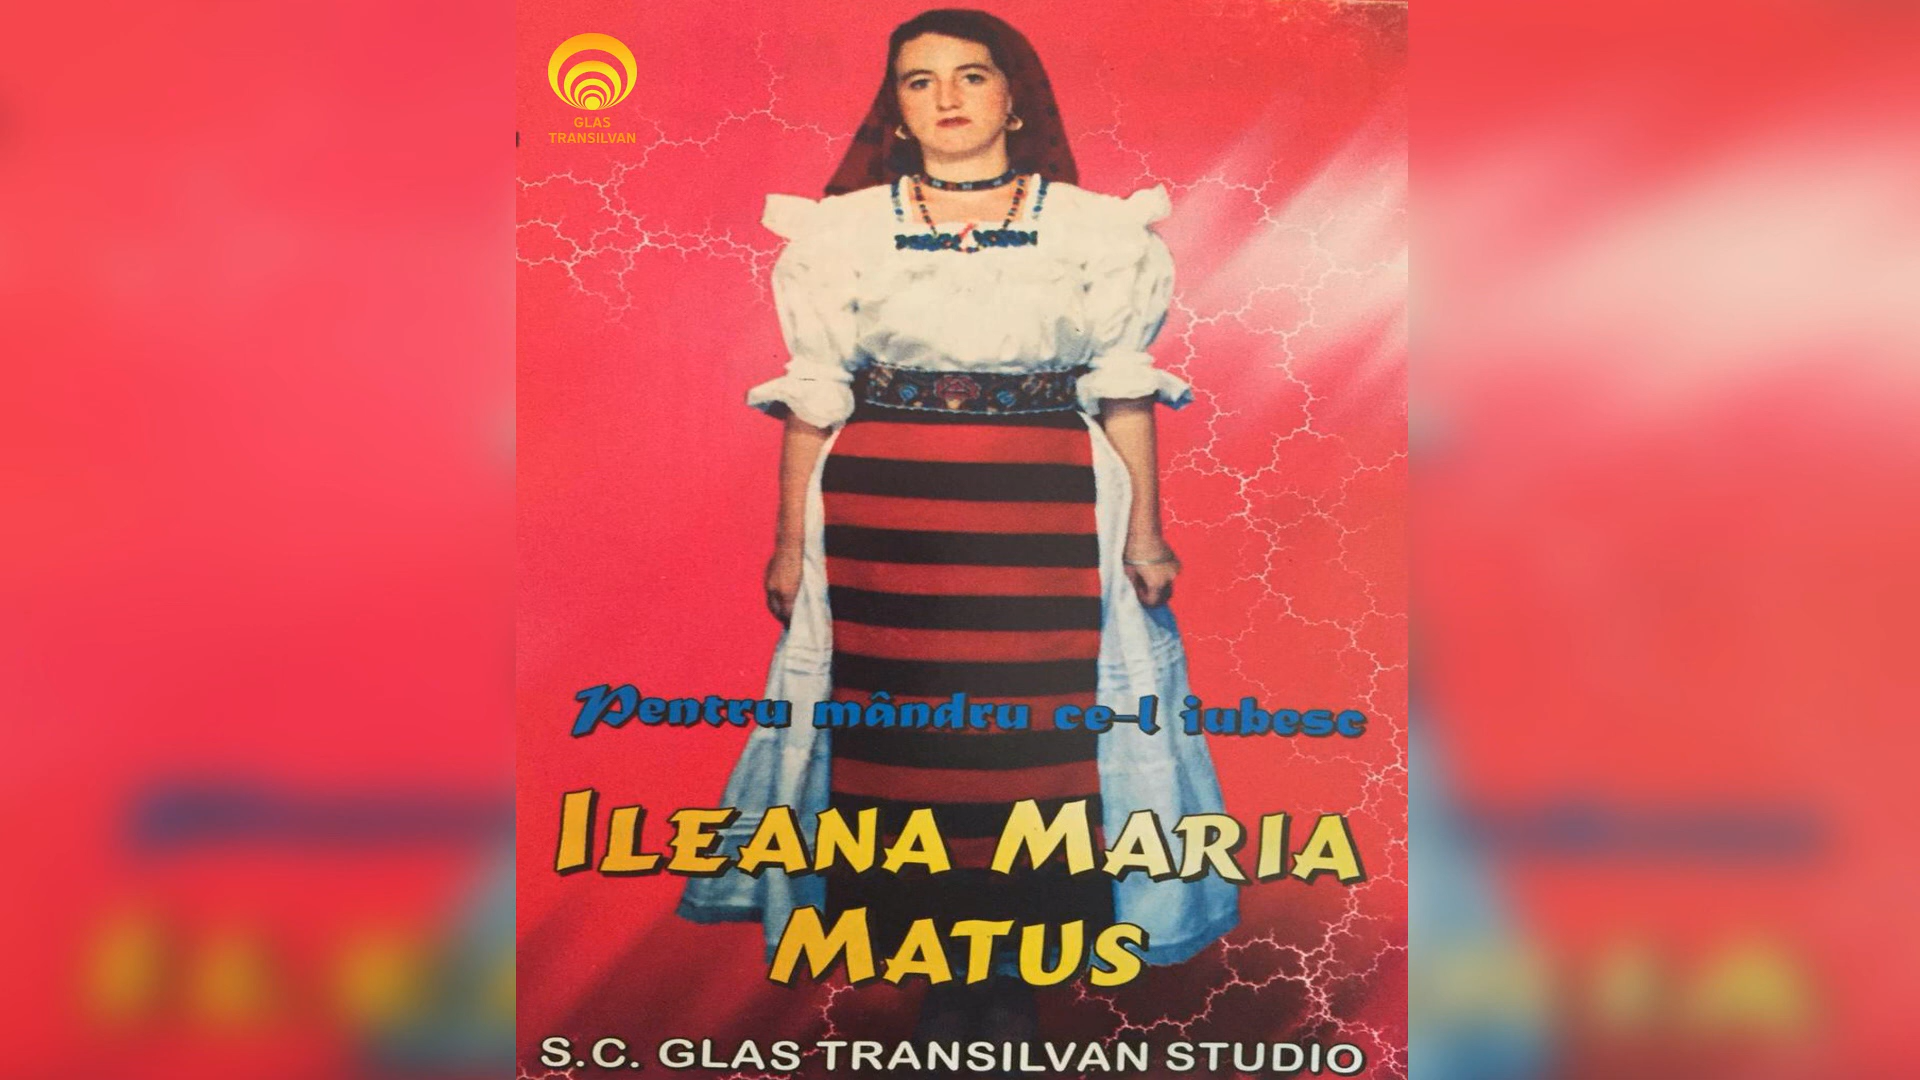 GLAS
TRANSILVAN
Pentru mândru ce-l iubesc
ILEANA MARIA
MATUS
S.C. GLAS TRANSILVAN STUDIO